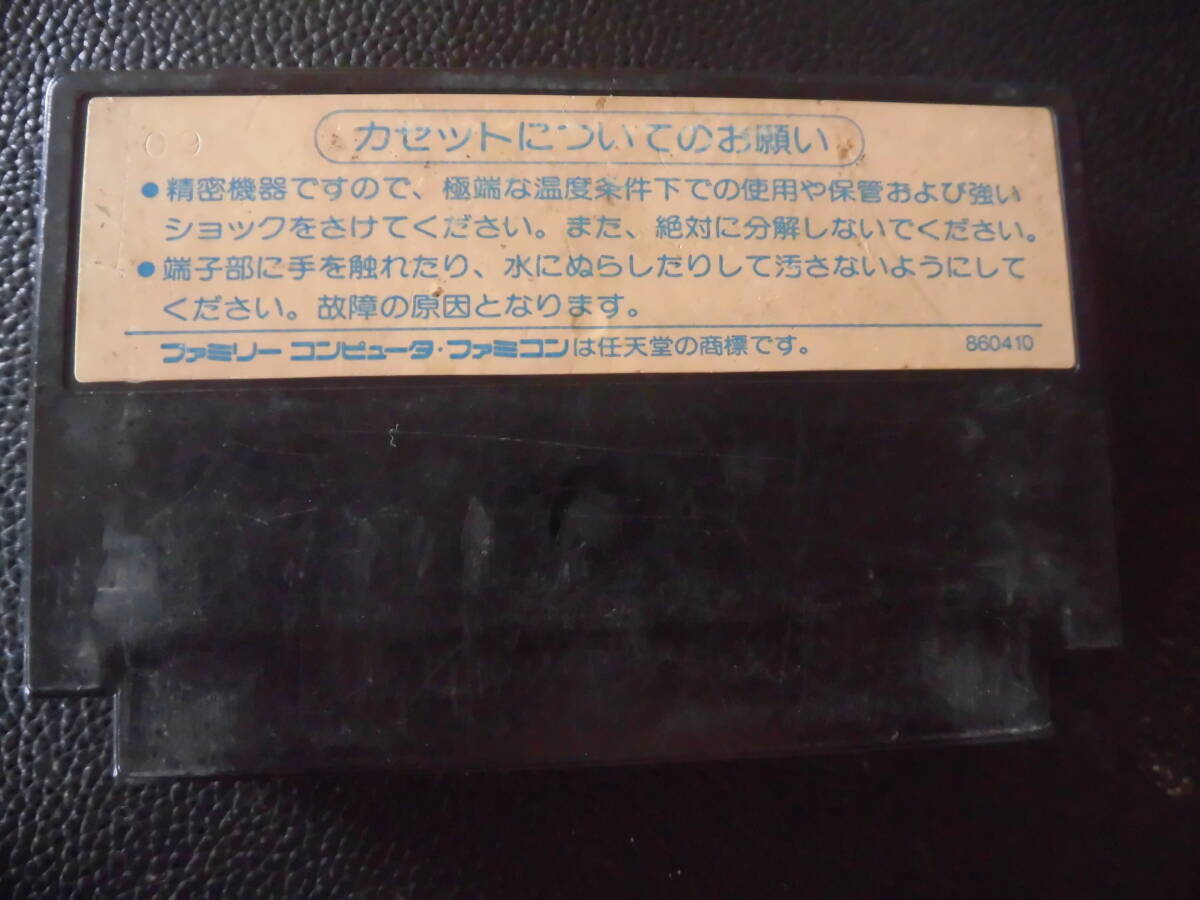 カセットについてのお願い
●精密機器ですので、極端な温度条件下での使用や保管および強い
ショックをさけてください。また、絶対に分解しないでください。
●端子部に手を触れたり、水にぬらしたりして汚さないようにして
ください。故障の原因となります。
ファミリーコンピュータ・ファミコンは任天堂の商標です。 860410